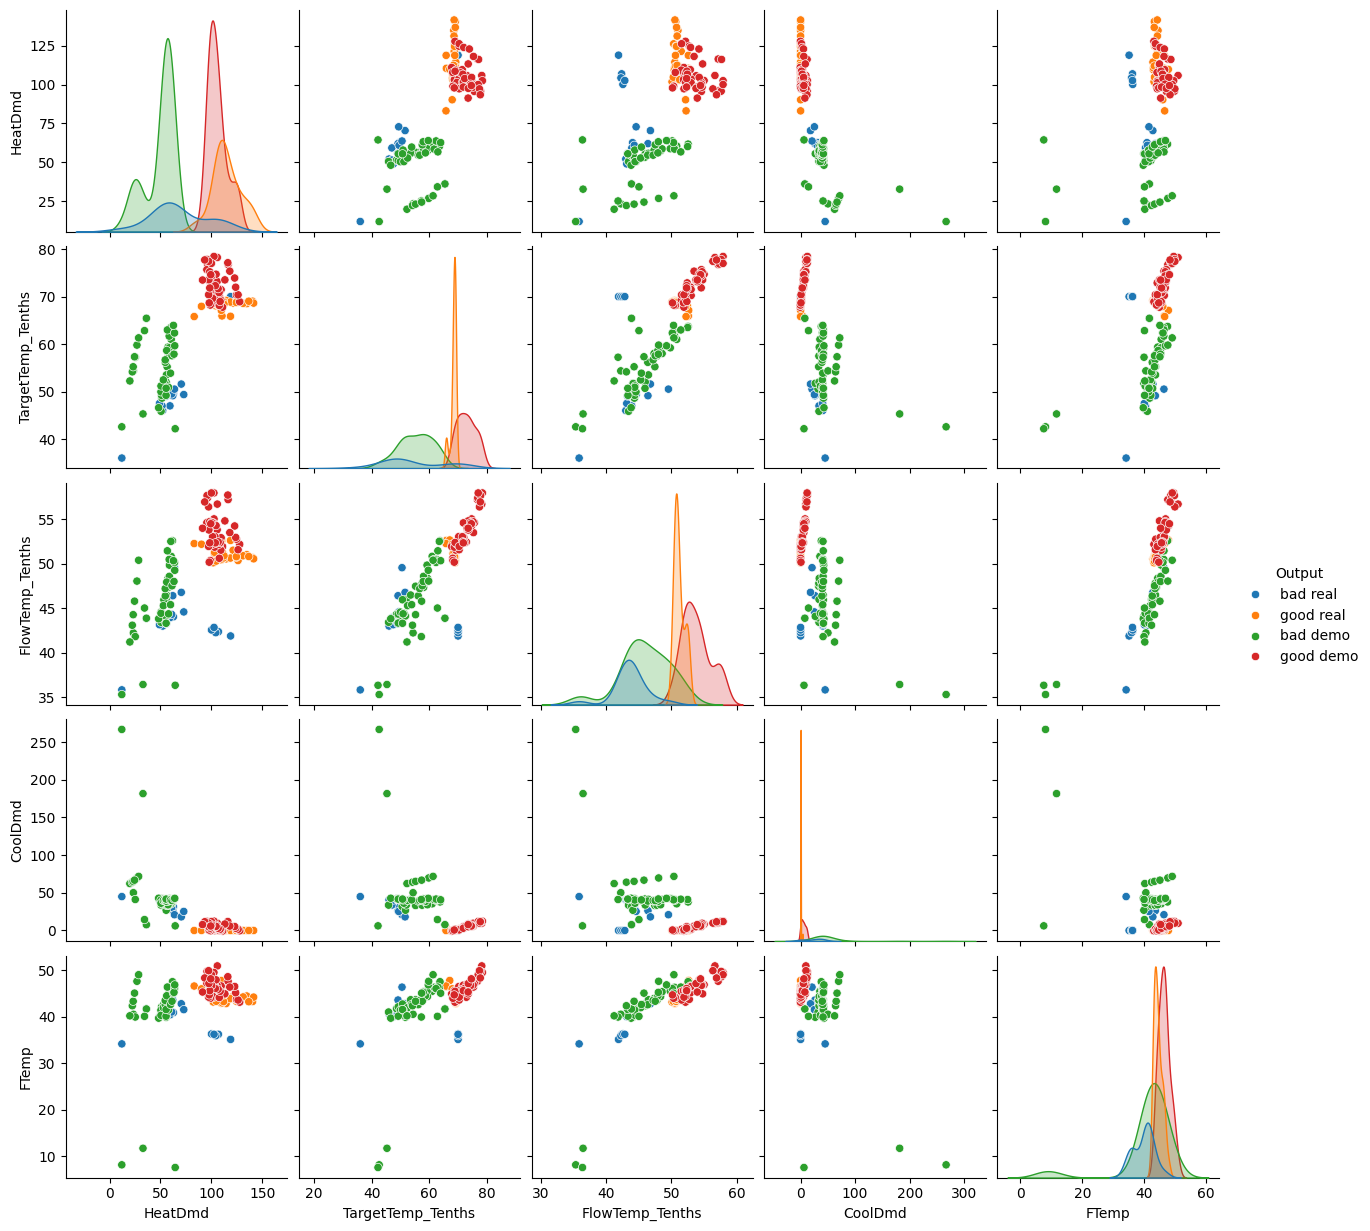 HeatDmd
125
100
75
50
25
TargetTemp_Tenths
80
70
60
50
40
FlowTemp_Tenths
55
50
45
40
35
Output
bad real
good real
bad demo
good demo
CoolDmd
250
200
150
100
50
0
FTemp
50
40
30
20
10
0 50 100 150
20 40 60 80
30 40 50 60
0 100 200 300
0 20 40 60
HeatDmd
TargetTemp_Tenths
FlowTemp_Tenths
CoolDmd
FTemp